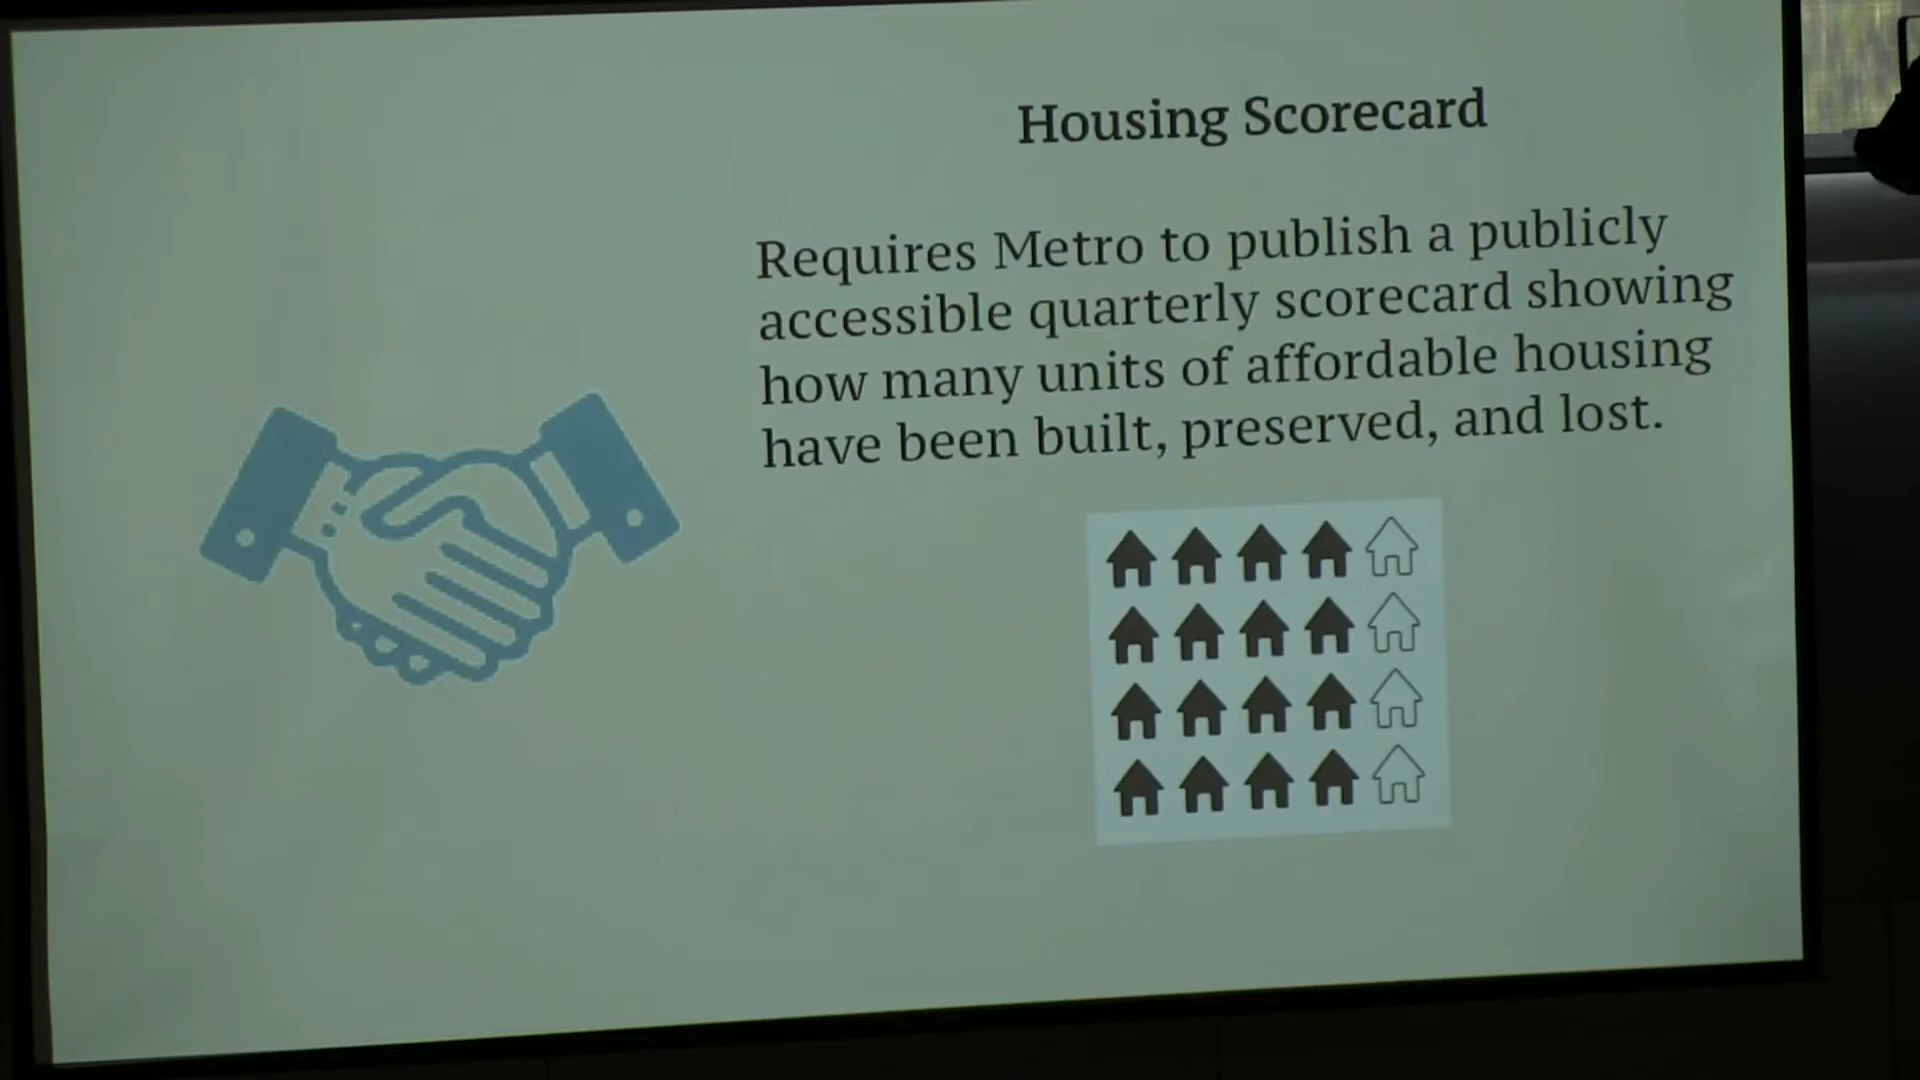 Housing Scorecard
Requires Metro to publish a publicly
accessible quarterly scorecard showing
how many units of affordable housing
have been built, preserved, and lost.